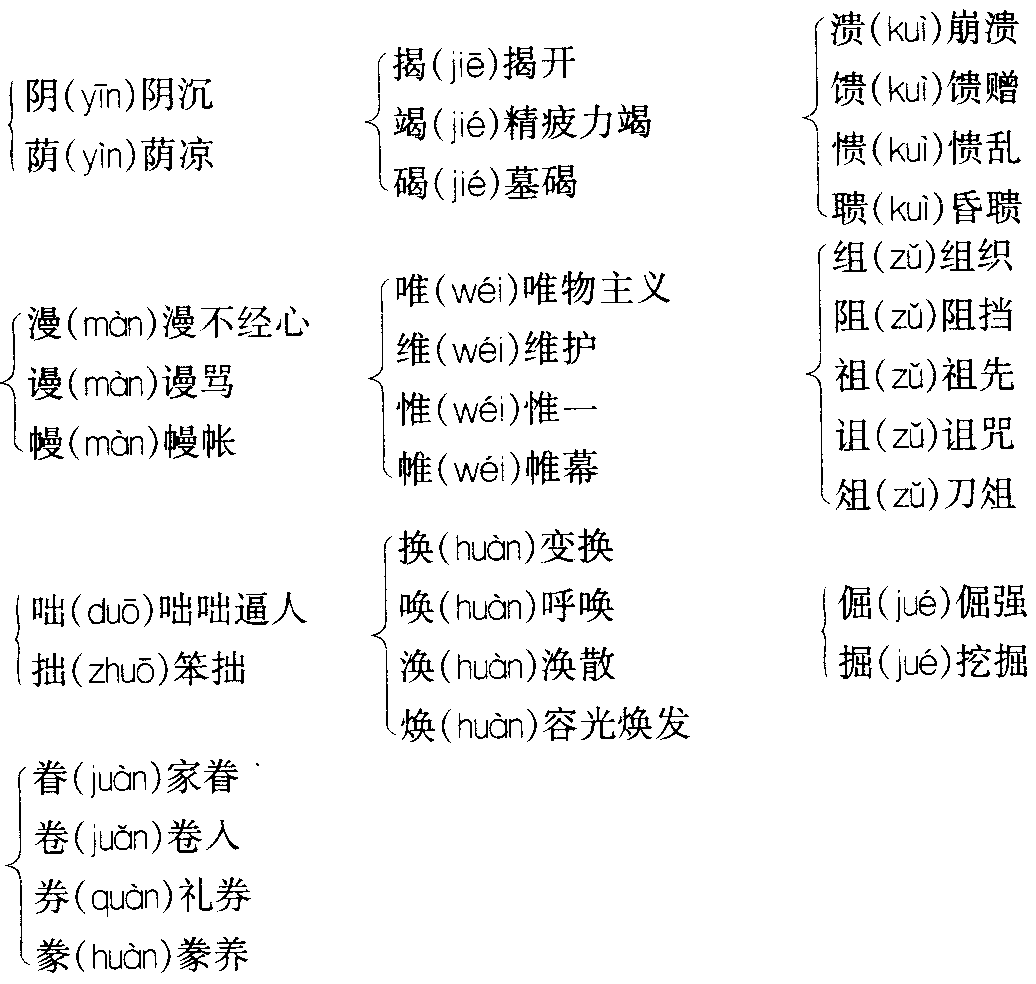 阴(yīn)阴沉
荫(yìn)荫凉
揭(jiē)揭开
竭(jié)精疲力竭
碣(jié)墓碣
溃(kuì)崩溃
馈(kuì)馈赠
愦(kuì)愦乱
聩(kuì)昏聩
漫(màn)漫不经心
谩(màn)谩骂
幔(màn)幔帐
唯(wéi)唯物主义
维(wéi)维护
惟(wéi)惟一
帷(wéi)帷幕
组(zǔ)组织
阻(zǔ)阻挡
祖(zǔ)祖先
诅(zǔ)诅咒
俎(zǔ)刀俎
咄(duō)咄咄逼人
拙(zhuō)笨拙
换(huàn)变换
唤(huàn)呼唤
涣(huàn)涣散
焕(huàn)容光焕发
倔(jué)倔强
掘(jué)挖掘
眷(juàn)家眷
卷(juǎn)卷入
券(quàn)礼券
豢(huàn)豢养